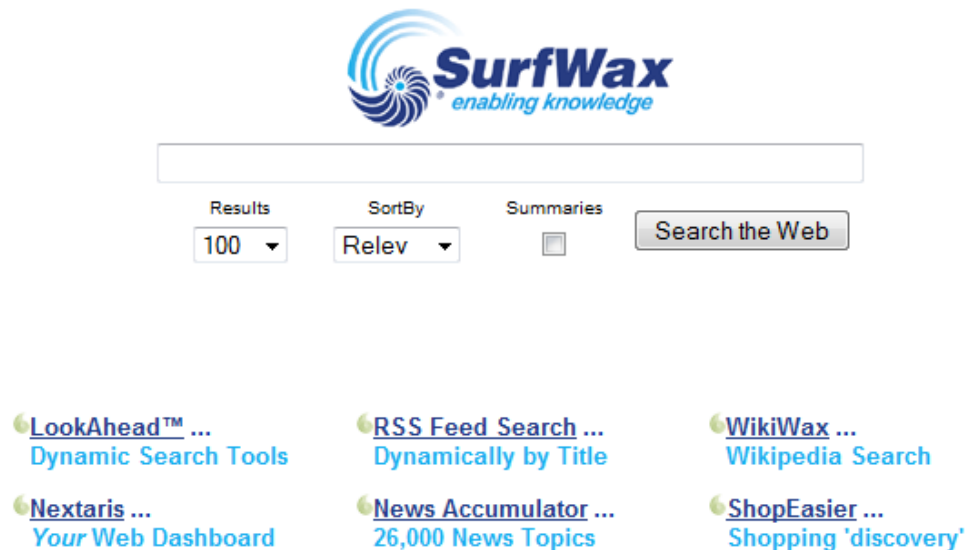 SurfWax
® enabling knowledge
Results SortBy Summaries
100 Relev Search the Web
LookAhead™ ... RSS Feed Search ... WikiWax ...
Dynamic Search Tools Dynamically by Title Wikipedia Search
Nextaris ... News Accumulator ... ShopEasier ...
Your Web Dashboard 26,000 News Topics Shopping 'discovery'